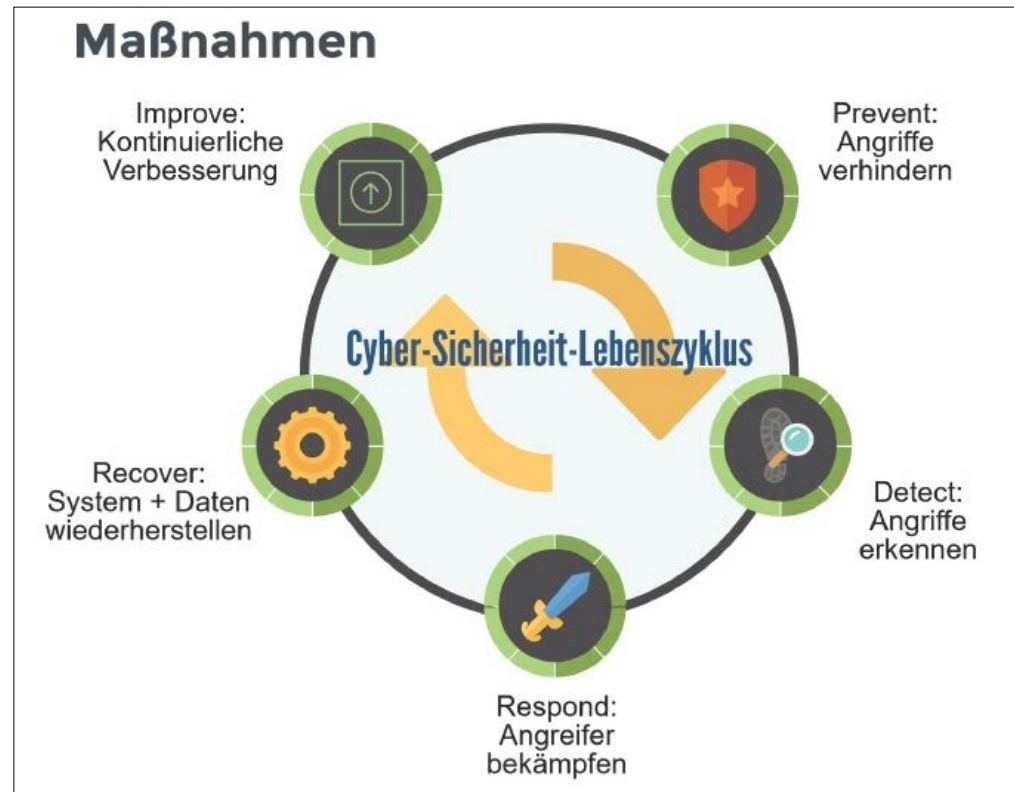 Maßnahmen
Improve:
Kontinuierliche
Verbesserung
Prevent:
Angriffe
verhindern
Cyber-Sicherheit-Lebenszyklus
Recover:
System + Daten
wiederherstellen
Detect:
Angriffe
erkennen
Respond:
Angreifer
bekämpfen